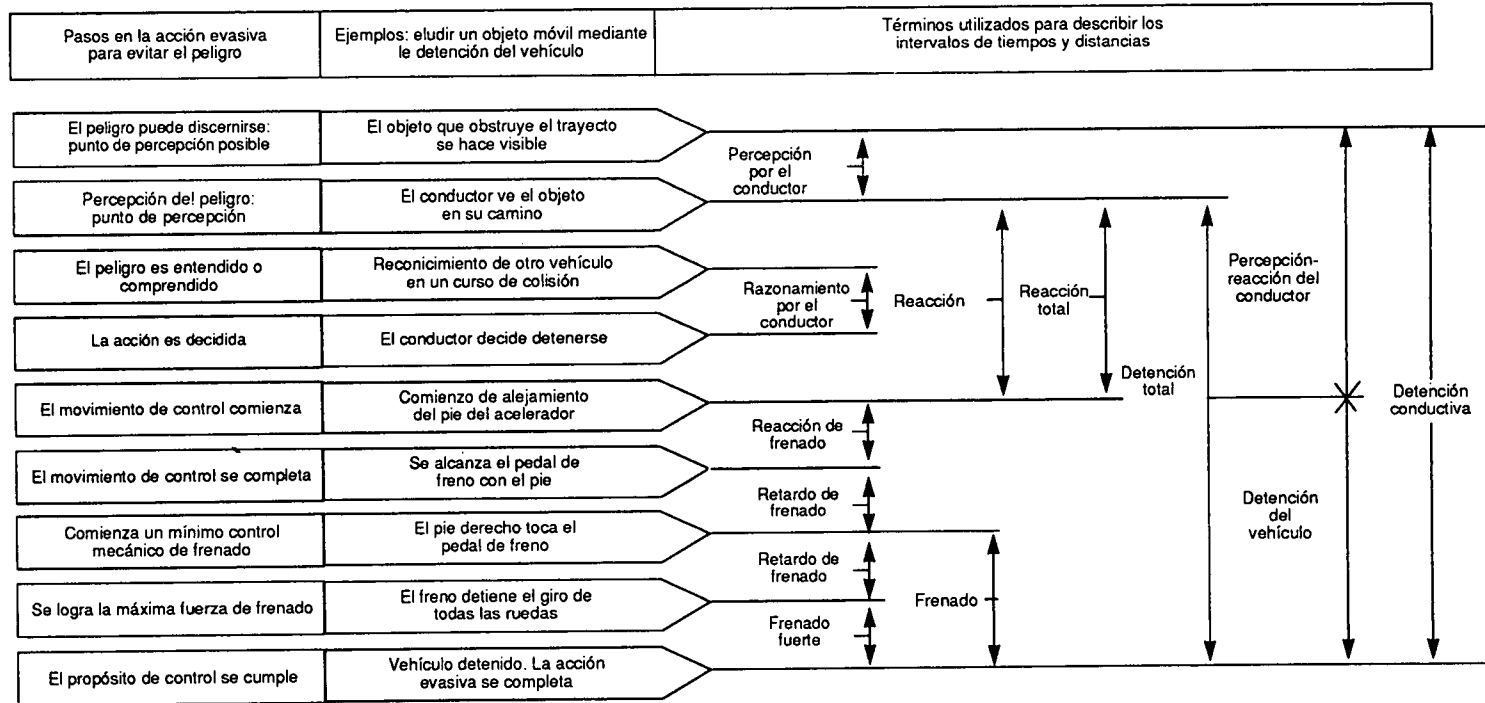 Pasos en la acción evasiva
para evitar el peligro
Ejemplos: eludir un objeto móvil mediante
le detención del vehículo
Términos utilizados para describir los
intervalos de tiempos y distancias
El peligro puede discernirse:
punto de percepción posible
El objeto que obstruye el trayecto
se hace visible
Percepción
por el
conductor
Percepción del peligro:
punto de percepción
El conductor ve el objeto
en su camino
El peligro es entendido o
comprendido
Reconicimiento de otro vehículo
en un curso de colisión
Razonamiento
por el
conductor
Reacción
Reacción
total
Percepción-
reacción del
conductor
La acción es decidida
El conductor decide detenerse
Detención
total
Detención
conductiva
El movimiento de control comienza
Comienzo de alejamiento
del pie del acelerador
Reacción de
frenado
El movimiento de control se completa
Se alcanza el pedal de
freno con el pie
Retardo de
frenado
Detención
del
vehículo
Comienza un mínimo control
mecánico de frenado
El pie derecho toca el
pedal de freno
Retardo de
frenado
Se logra la máxima fuerza de frenado
El freno detiene el giro de
todas las ruedas
Frenado
Frenado
fuerte
El propósito de control se cumple
Vehículo detenido. La acción
evasiva se completa